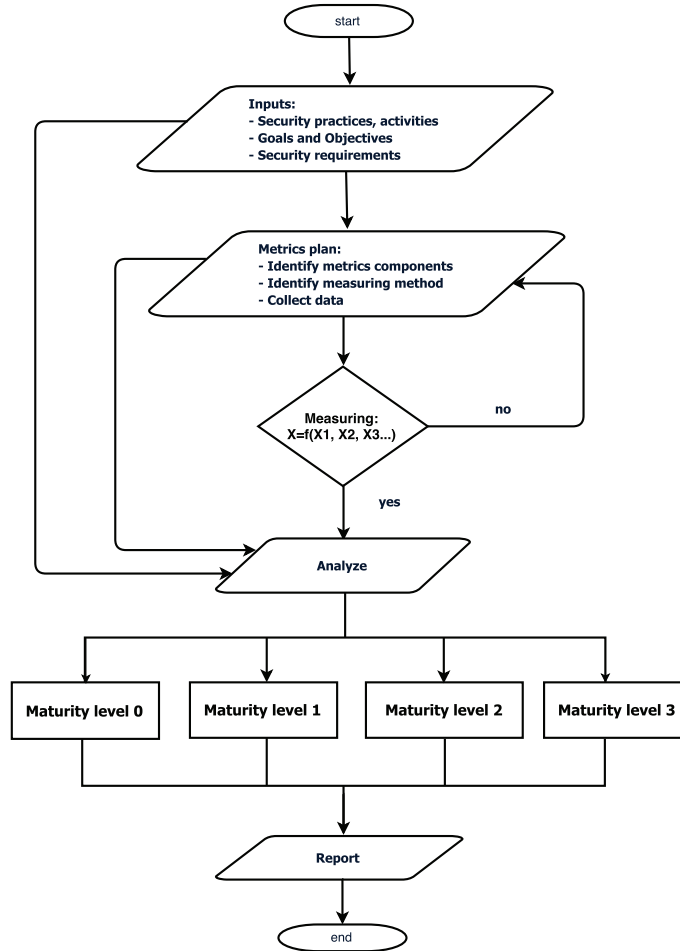 start
Inputs:
- Security practices, activities
- Goals and Objectives
- Security requirements
Metrics plan:
- Identify metrics components
- Identify measuring method
- Collect data
Measuring:
X=f(X1, X2, X3...)
no
yes
Analyze
Maturity level 0
Maturity level 1
Maturity level 2
Maturity level 3
Report
end